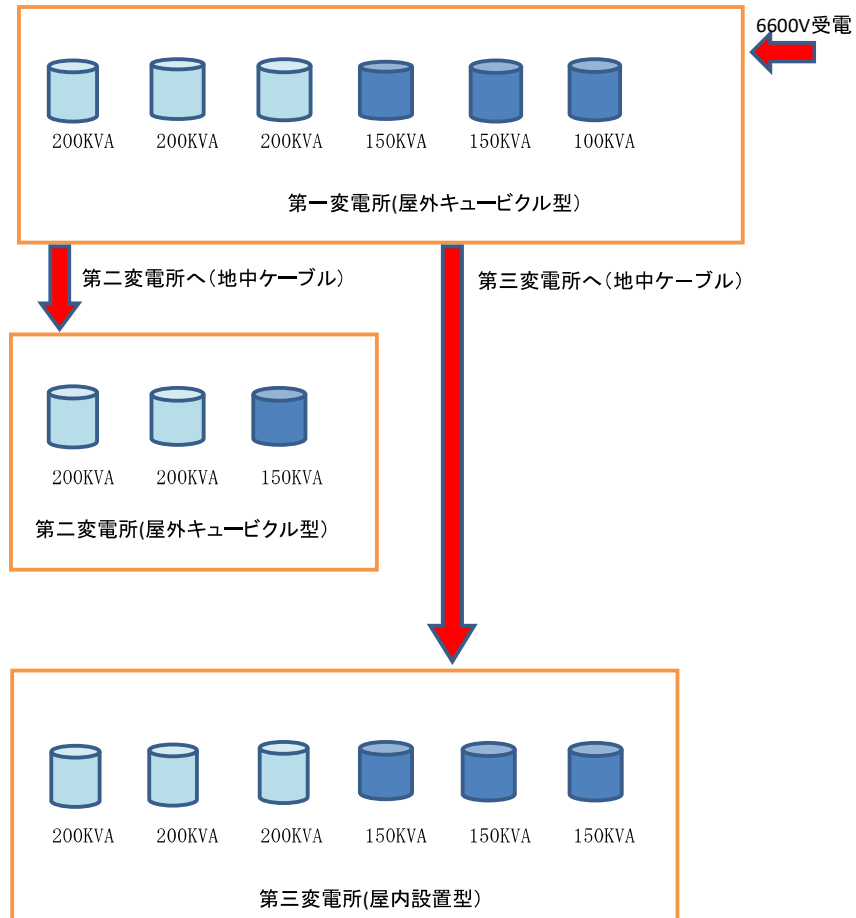 6600V受電
200KVA 200KVA 200KVA 150KVA 150KVA 100KVA
第一変電所(屋外キュービクル型)
第二変電所へ(地中ケーブル)
第三変電所へ(地中ケーブル)
200KVA 200KVA 150KVA
第二変電所(屋外キュービクル型)
200KVA 200KVA 200KVA 150KVA 150KVA 150KVA
第三変電所(屋内設置型)